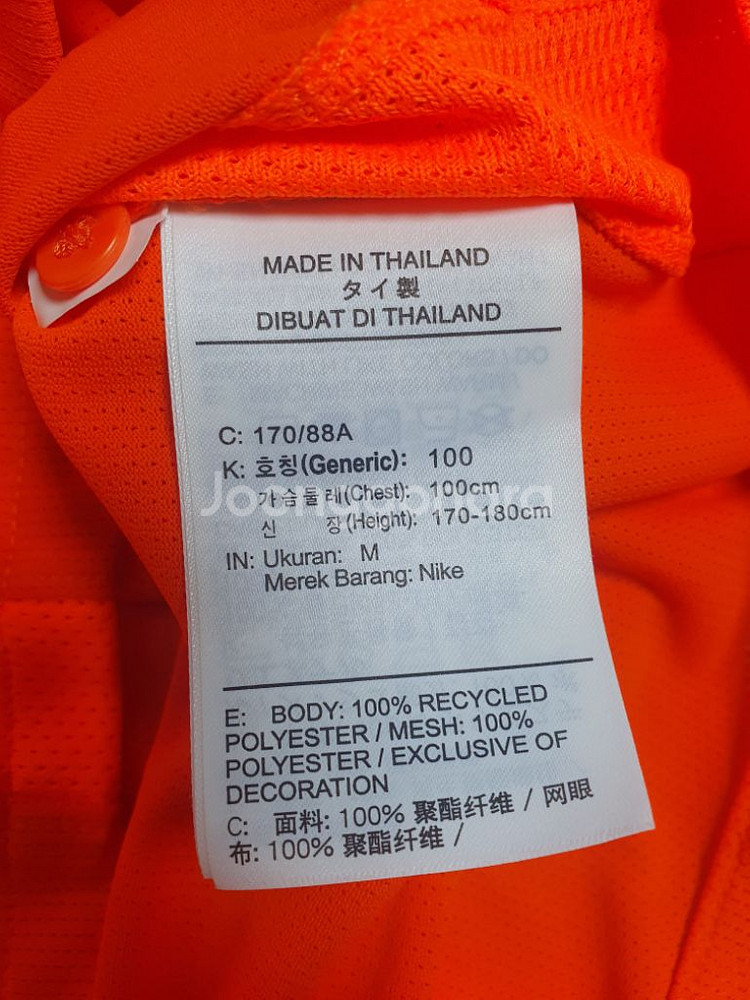 MADE IN THAILAND
タイ製
DIBUAT DI THAILAND
C: 170/88A
K: 호칭(Generic): 100
가슴둘레(Chest): 100cm
신 장(Height): 170-180cm
IN: Ukuran: M
Merek Barang: Nike
E: BODY: 100% RECYCLED
POLYESTER / MESH: 100%
POLYESTER / EXCLUSIVE OF
DECORATION
C: 面料: 100% 聚酯纤维 / 网眼
布: 100% 聚酯纤维 /